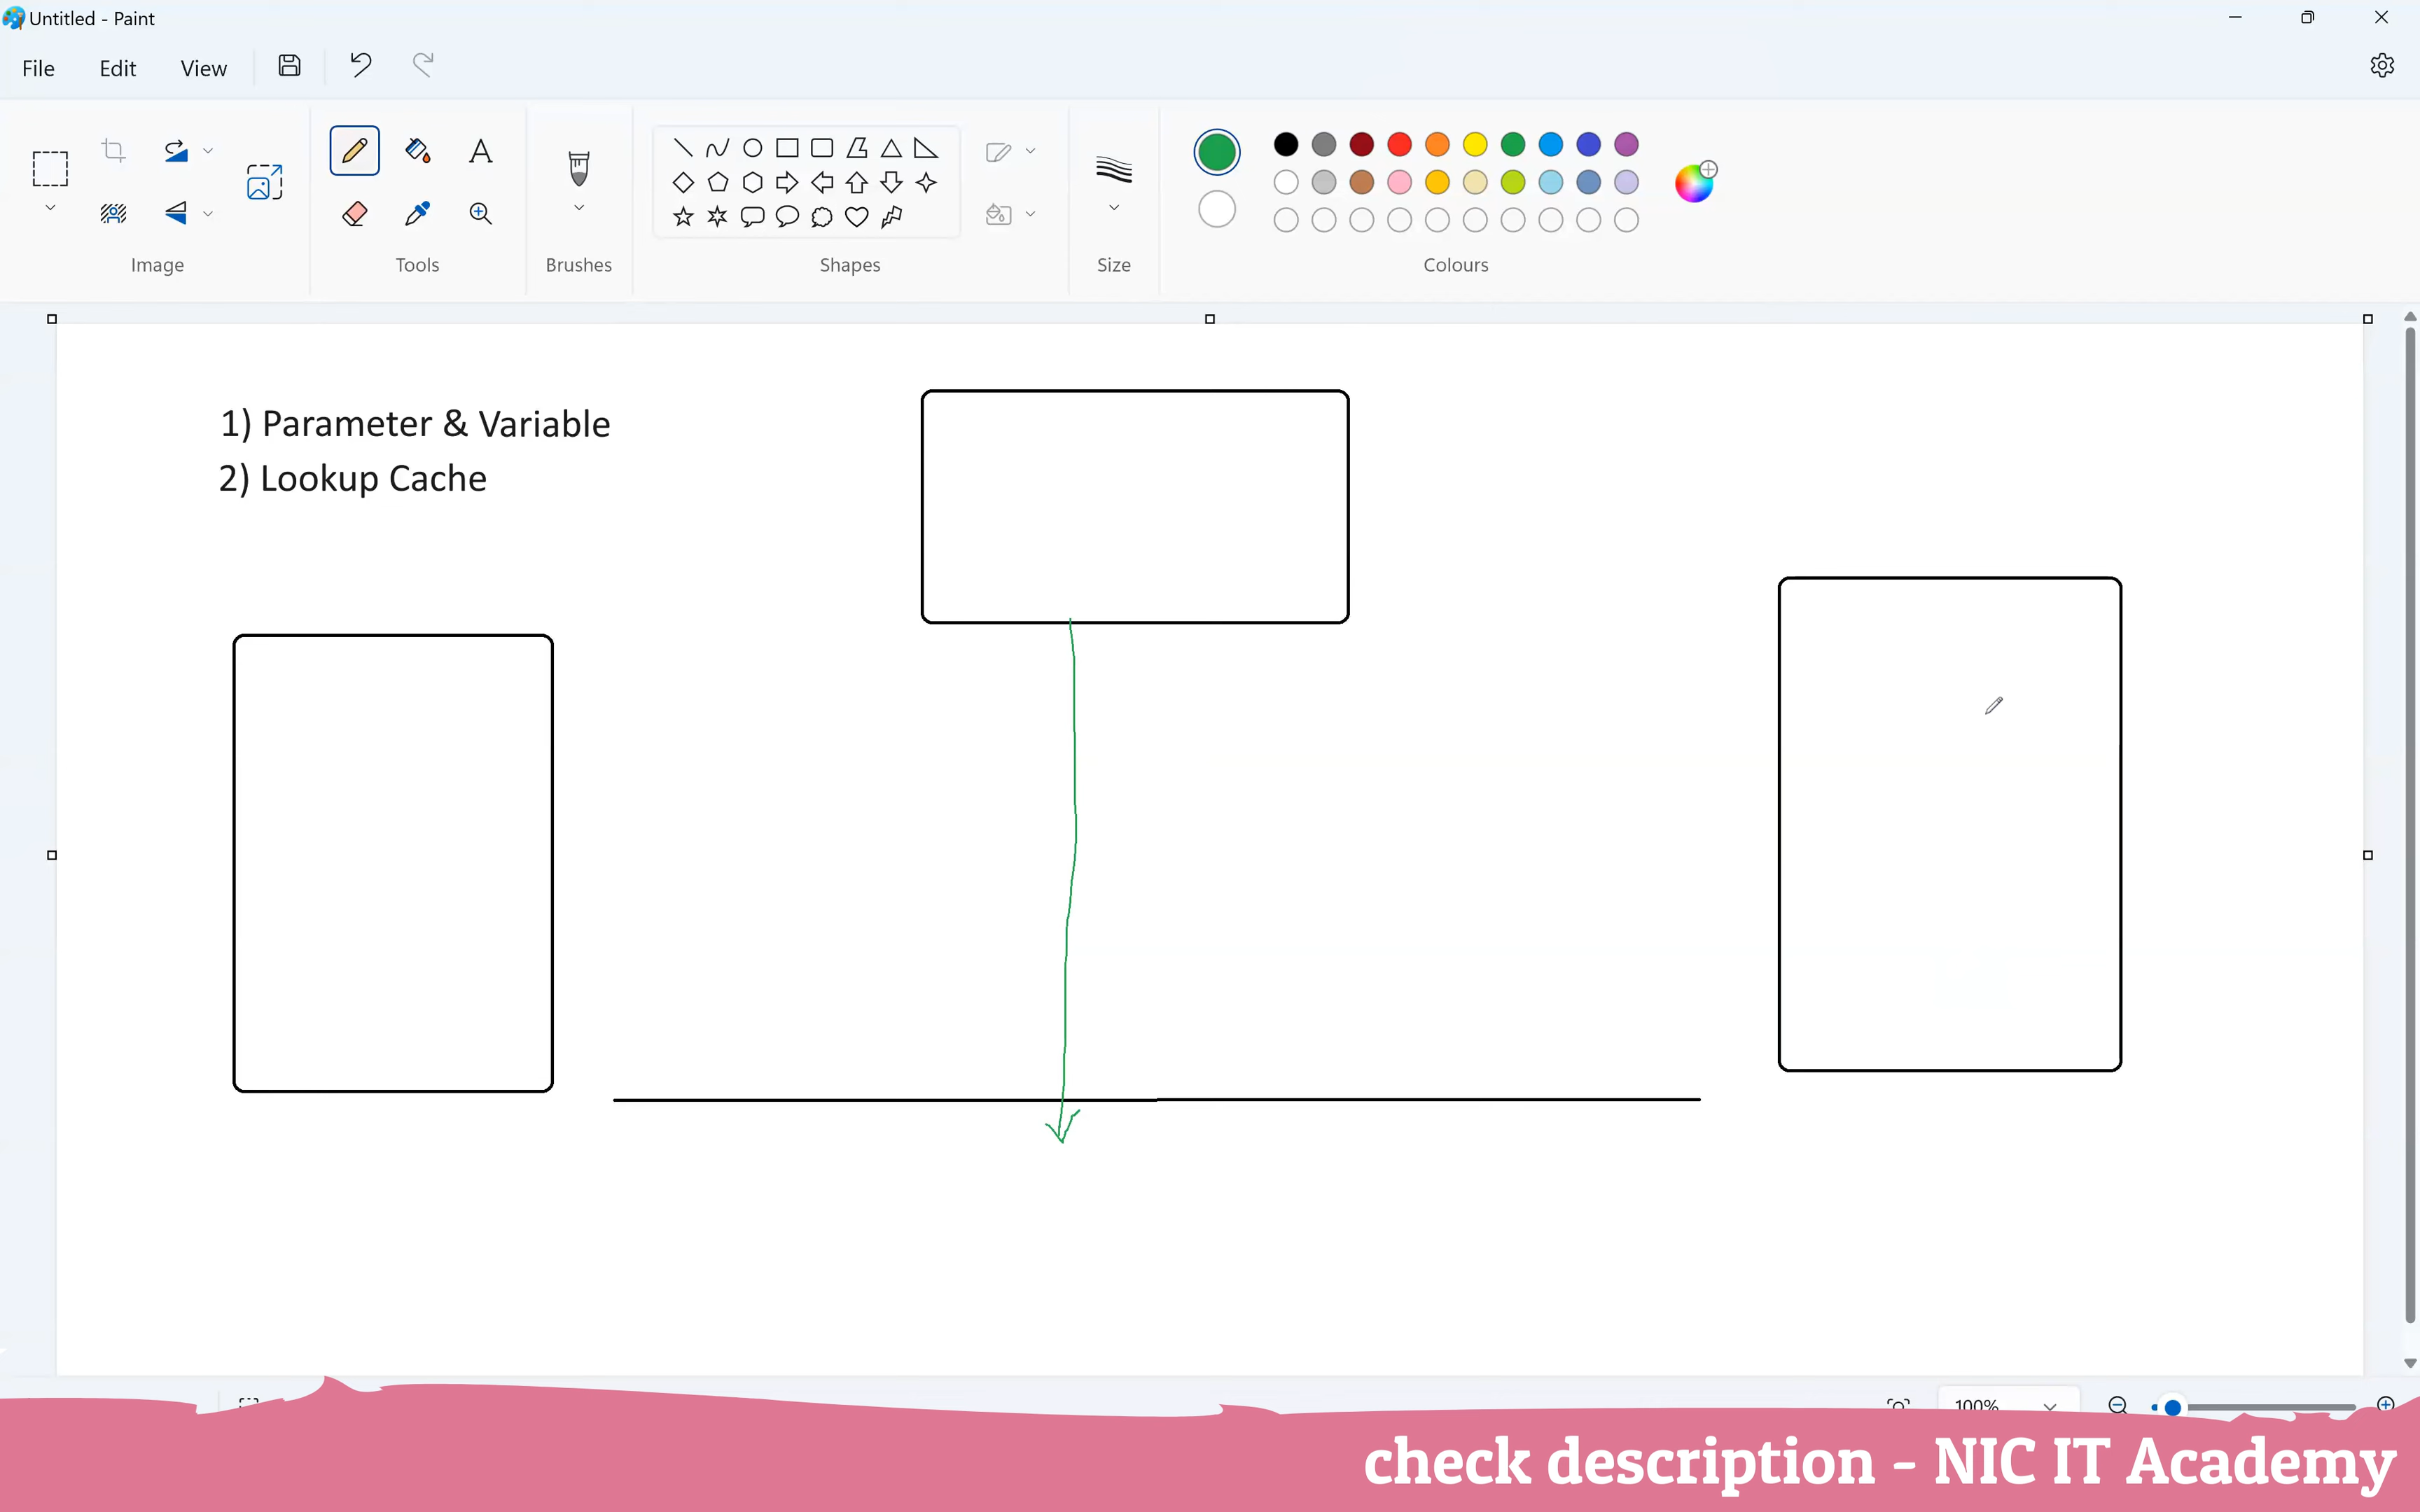 Untitled - Paint
File Edit View
Image Tools Brushes Shapes Size Colours
1) Parameter & Variable
2) Lookup Cache
100%
check description - NIC IT Academy